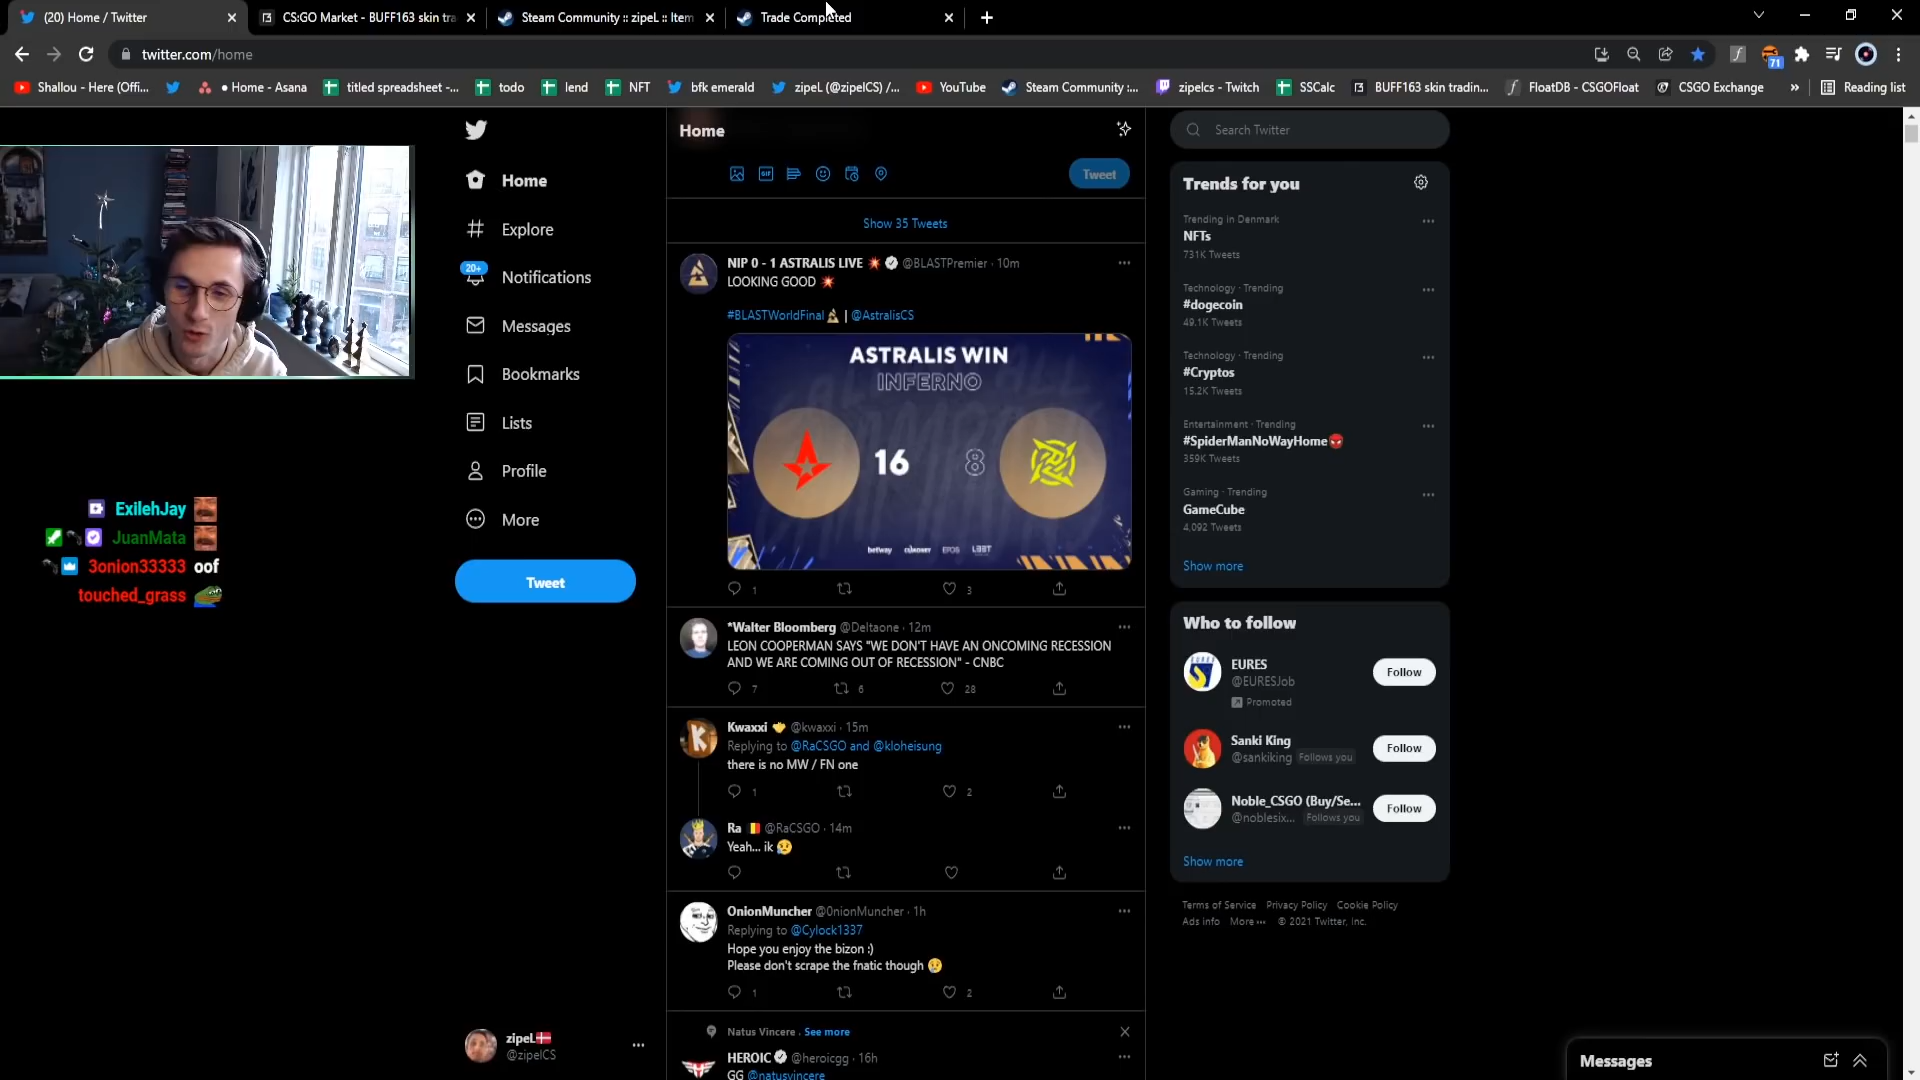 (20) Home / Twitter
CS:GO Market - BUFF163 skin tra
Steam Community :: zipeL :: Item
Trade Completed
twitter.com/home
71
Shallou - Here (Offi...
Home - Asana
titled spreadsheet -...
todo
lend
NFT
bfk emerald
zipeL (@zipelCS) /...
YouTube
Steam Community :...
zipelcs - Twitch
SSCalc
BUFF163 skin tradin...
FloatDB - CSGOFloat
CSGO Exchange
»
Reading list
Home
Explore
20+
Notifications
Messages
Bookmarks
Lists
Profile
More
Tweet
zipeL
@zipelCS
ExilehJay
JuanMata
3onion33333 oof
touched_grass
Home
GIF
Tweet
Show 35 Tweets
NIP 0 - 1 ASTRALIS LIVE 💥 @BLASTPremier · 10m
LOOKING GOOD 💥
#BLASTWorldFinal | @AstralisCS
ASTRALIS WIN
INFERNO
16 8
betway
EPOS
1
3
*Walter Bloomberg @Deltaone · 12m
LEON COOPERMAN SAYS "WE DON'T HAVE AN ONCOMING RECESSION
AND WE ARE COMING OUT OF RECESSION" - CNBC
7 6 28
Kwaxxi @kwaxxi · 15m
Replying to @RaCSGO and @kloheisung
there is no MW / FN one
1 2
Ra 🇧🇪 @RaCSGO · 14m
Yeah... ik 😥
OnionMuncher @0nionMuncher · 1h
Replying to @Cylock1337
Hope you enjoy the bizon :)
Please don't scrape the fnatic though 😥
1 2
Natus Vincere · See more
HEROIC @heroicgg · 16h
GG @natusvincere
Search Twitter
Trends for you
Trending in Denmark
NFTs
731K Tweets
Technology · Trending
#dogecoin
49.1K Tweets
Technology · Trending
#Cryptos
15.2K Tweets
Entertainment · Trending
#SpiderManNoWayHome
359K Tweets
Gaming · Trending
GameCube
4,092 Tweets
Show more
Who to follow
EURES
@EURESJob
Promoted
Follow
Sanki King
@sankiking Follows you
Follow
Noble_CSGO (Buy/Se...
@noblesix... Follows you
Follow
Show more
Terms of Service Privacy Policy Cookie Policy
Ads info More ··· © 2021 Twitter, Inc.
Messages